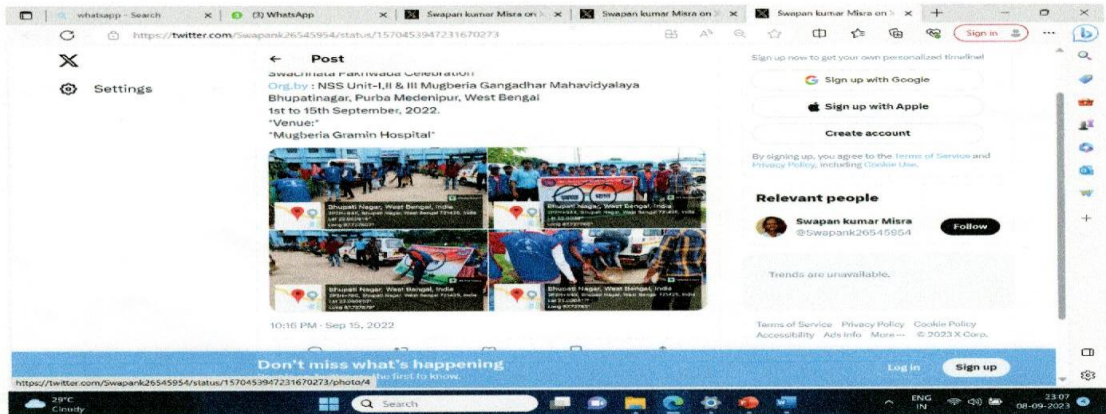 whatsapp - Search
(3) WhatsApp
Swapan kumar Misra on
Swapan kumar Misra on
Swapan kumar Misra on
https://twitter.com/Swapank26545954/status/1570453947231670273
Sign in
Settings
Post
Swachhata Pakhwada Celebration
Org.by : NSS Unit-I,II & III Mugberia Gangadhar Mahavidyalaya
Bhupatinagar, Purba Medenipur, West Bengal
1st to 15th September, 2022.
"Venue:"
"Mugberia Gramin Hospital"
Bhupati Nagar, West Bengal, India
Bhupati Nagar, West Bengal, India
Bhupati Nagar, West Bengal, India
Bhupati Nagar, West Bengal, India
10:16 PM · Sep 15, 2022
Sign up now to get your own personalized timeline!
Sign up with Google
Sign up with Apple
Create account
By signing up, you agree to the Terms of Service and
Privacy Policy, including Cookie Use.
Relevant people
Swapan kumar Misra
@Swapank26545954
Follow
Trends are unavailable.
Terms of Service Privacy Policy Cookie Policy
Accessibility Ads info More ··· © 2023 X Corp.
Don't miss what's happening
the first to know.
Log in
Sign up
https://twitter.com/Swapank26545954/status/1570453947231670273/photo/4
29°C
Cloudy
Search
ENG
IN
23:07
08-09-2023